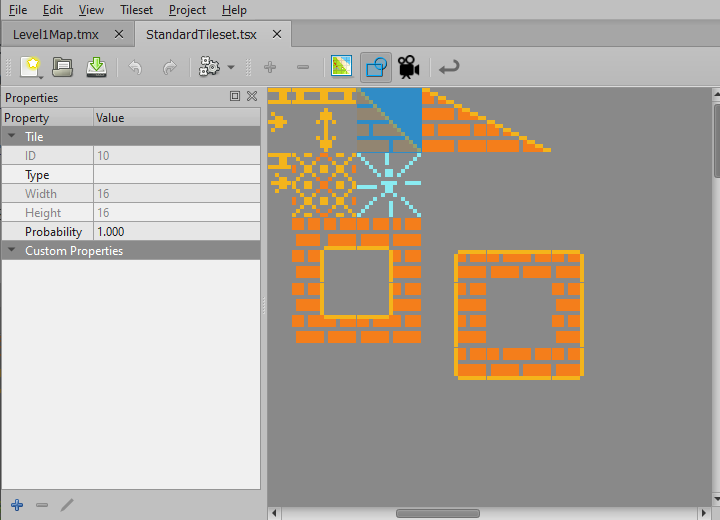 File Edit View Tileset Project Help
Level1Map.tmx StandardTileset.tsx
Properties
Property Value
Tile
ID 10
Type
Width 16
Height 16
Probability 1.000
Custom Properties